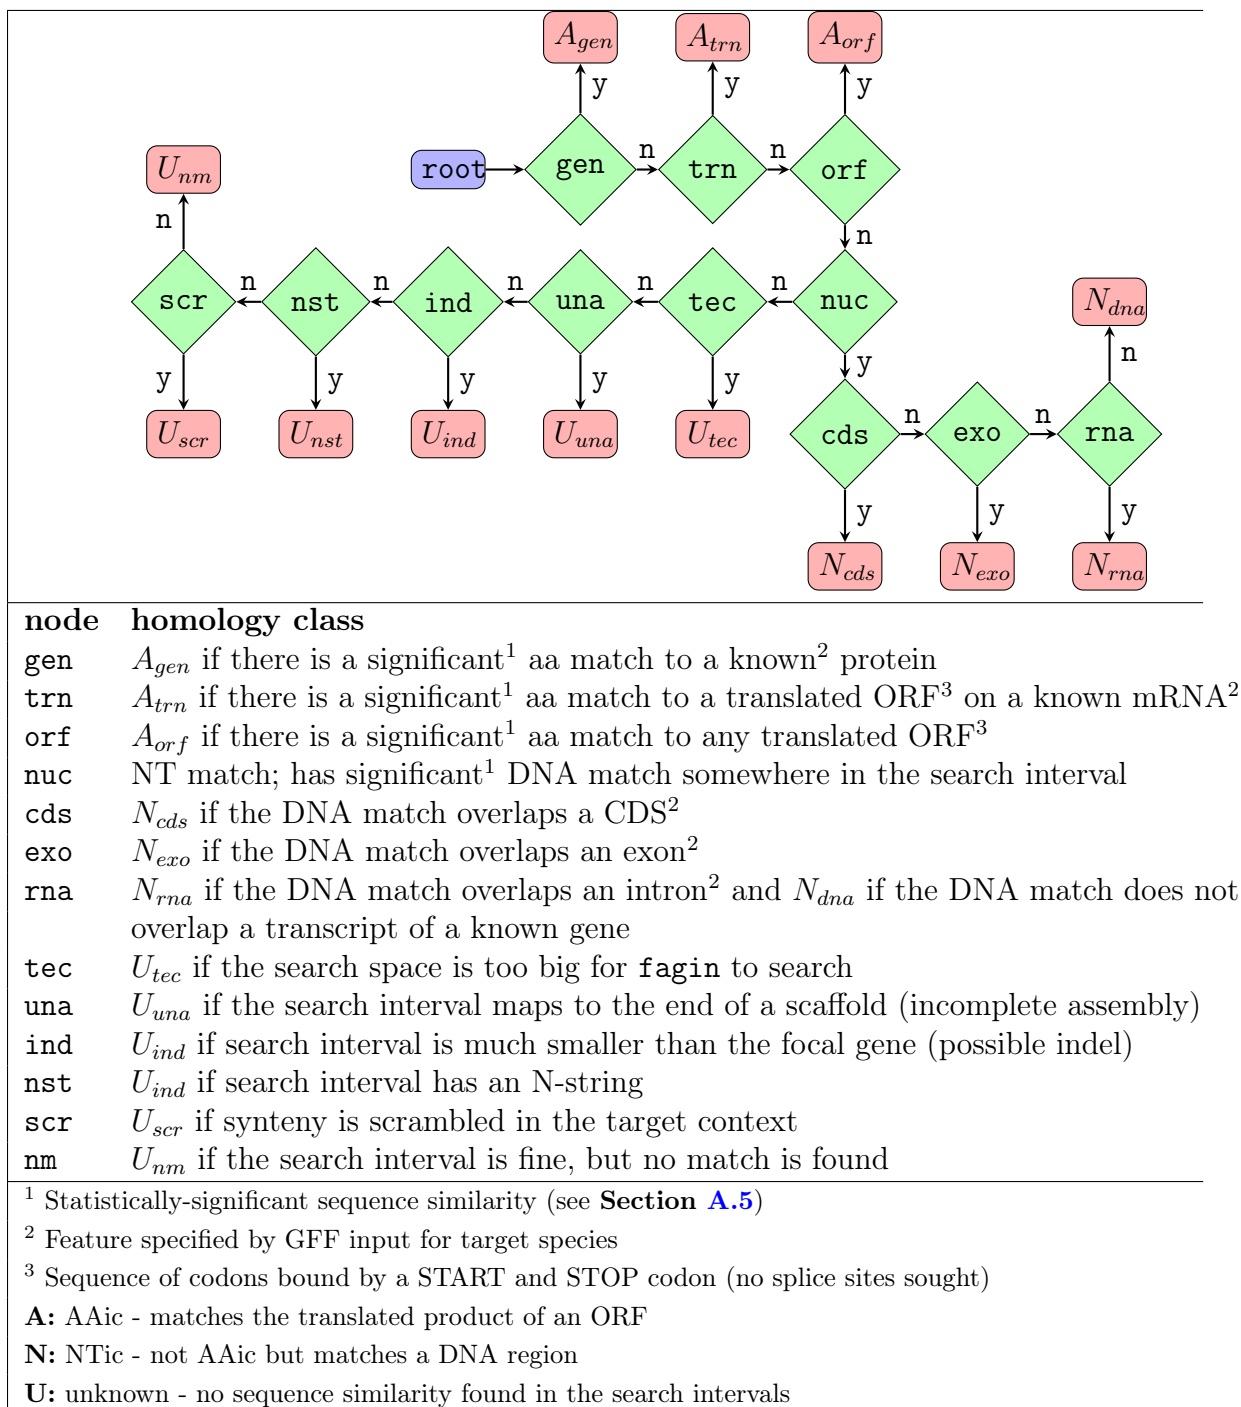 A_gen A_trn A_orf
y y y
U_nm root gen n trn n orf
n n
scr n nst n ind n una n tec n nuc N_dna
y y y y y y n
U_scr U_nst U_ind U_una U_tec cds n exo n rna
y y y
N_cds N_exo N_rna
node homology class
gen A_gen if there is a significant¹ aa match to a known² protein
trn A_trn if there is a significant¹ aa match to a translated ORF³ on a known mRNA²
orf A_orf if there is a significant¹ aa match to any translated ORF³
nuc NT match; has significant¹ DNA match somewhere in the search interval
cds N_cds if the DNA match overlaps a CDS²
exo N_exo if the DNA match overlaps an exon²
rna N_rna if the DNA match overlaps an intron² and N_dna if the DNA match does not
overlap a transcript of a known gene
tec U_tec if the search space is too big for fagin to search
una U_una if the search interval maps to the end of a scaffold (incomplete assembly)
ind U_ind if search interval is much smaller than the focal gene (possible indel)
nst U_ind if search interval has an N-string
scr U_scr if synteny is scrambled in the target context
nm U_nm if the search interval is fine, but no match is found
¹ Statistically-significant sequence similarity (see Section A.5)
² Feature specified by GFF input for target species
³ Sequence of codons bound by a START and STOP codon (no splice sites sought)
A: AAic - matches the translated product of an ORF
N: NTic - not AAic but matches a DNA region
U: unknown - no sequence similarity found in the search intervals